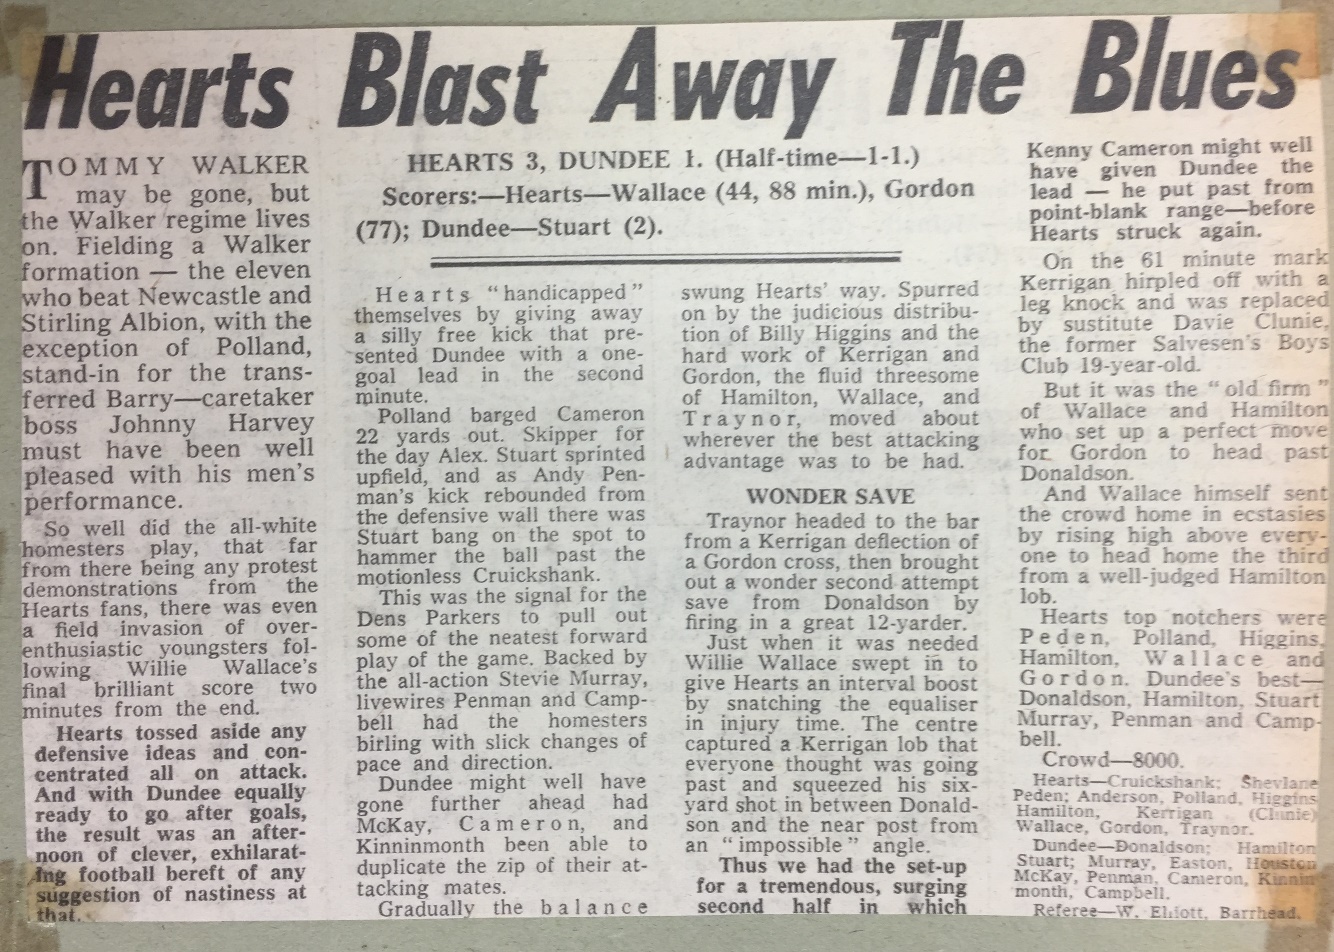 Hearts Blast Away The Blues
TOMMY WALKER
may be gone, but
the Walker regime lives
on. Fielding a Walker
formation — the eleven
who beat Newcastle and
Stirling Albion, with the
exception of Polland,
stand-in for the trans-
ferred Barry—caretaker
boss Johnny Harvey
must have been well
pleased with his men's
performance.
So well did the all-white
homesters play, that far
from there being any protest
demonstrations from the
Hearts fans, there was even
a field invasion of over-
enthusiastic youngsters fol-
lowing Willie Wallace's
final brilliant score two
minutes from the end.
Hearts tossed aside any
defensive ideas and con-
centrated all on attack.
And with Dundee equally
ready to go after goals,
the result was an after-
noon of clever, exhilarat-
ing football bereft of any
suggestion of nastiness at
that.
HEARTS 3, DUNDEE 1. (Half-time—1-1.)
Scorers:—Hearts—Wallace (44, 88 min.), Gordon
(77); Dundee—Stuart (2).
Hearts "handicapped"
themselves by giving away
a silly free kick that pre-
sented Dundee with a one-
goal lead in the second
minute.
Polland barged Cameron
22 yards out. Skipper for
the day Alex. Stuart sprinted
upfield, and as Andy Pen-
man's kick rebounded from
the defensive wall there was
Stuart bang on the spot to
hammer the ball past the
motionless Cruickshank.
This was the signal for the
Dens Parkers to pull out
some of the neatest forward
play of the game. Backed by
the all-action Stevie Murray,
livewires Penman and Camp-
bell had the homesters
birling with slick changes of
pace and direction.
Dundee might well have
gone further ahead had
McKay, Cameron, and
Kinninmonth been able to
duplicate the zip of their at-
tacking mates.
Gradually the balance
swung Hearts' way. Spurred
on by the judicious distribu-
tion of Billy Higgins and the
hard work of Kerrigan and
Gordon, the fluid threesome
of Hamilton, Wallace, and
Traynor, moved about
wherever the best attacking
advantage was to be had.
WONDER SAVE
Traynor headed to the bar
from a Kerrigan deflection of
a Gordon cross, then brought
out a wonder second attempt
save from Donaldson by
firing in a great 12-yarder.
Just when it was needed
Willie Wallace swept in to
give Hearts an interval boost
by snatching the equaliser
in injury time. The centre
captured a Kerrigan lob that
everyone thought was going
past and squeezed his six-
yard shot in between Donald-
son and the near post from
an "impossible" angle.
Thus we had the set-up
for a tremendous, surging
second half in which
Kenny Cameron might well
have given Dundee the
lead — he put past from
point-blank range—before
Hearts struck again.
On the 61 minute mark
Kerrigan hirpled off with a
leg knock and was replaced
by sustitute Davie Clunie,
the former Salvesen's Boys
Club 19-year-old.
But it was the "old firm"
of Wallace and Hamilton
who set up a perfect move
for Gordon to head past
Donaldson.
And Wallace himself sent
the crowd home in ecstasies
by rising high above every-
one to head home the third
from a well-judged Hamilton
lob.
Hearts top notchers were
Peden, Polland, Higgins,
Hamilton, Wallace and
Gordon. Dundee's best—
Donaldson, Hamilton, Stuart
Murray, Penman and Camp-
bell.
Crowd—8000.
Hearts—Cruickshank; Shevlane
Peden; Anderson, Polland, Higgins
Hamilton, Kerrigan (Clunie)
Wallace, Gordon, Traynor.
Dundee—Donaldson; Hamilton
Stuart; Murray, Easton, Houston
McKay, Penman, Cameron, Kinnin
month, Campbell.
Referee—W. Elliott, Barrhead.